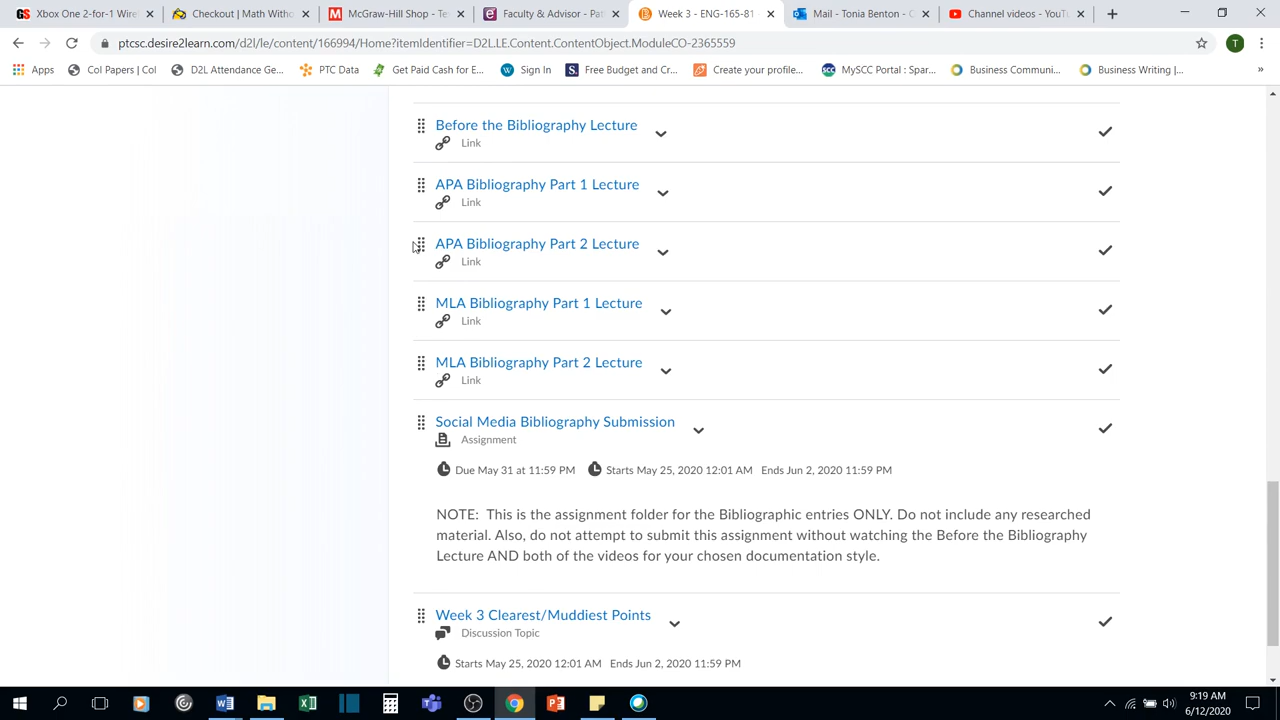 Xbox One 2-for-1 Wire
Checkout | Math Witho
McGraw-Hill Shop - Te
Faculty & Advisor - Pat
Week 3 - ENG-165-81
Mail - Tonia Benton - C
Channel videos - YouTu
ptcsc.desire2learn.com/d2l/le/content/166994/Home?itemIdentifier=D2L.LE.Content.ContentObject.ModuleCO-2365559
T
Apps
Col Papers | Col
D2L Attendance Ge...
PTC Data
Get Paid Cash for E...
Sign In
Free Budget and Cr...
Create your profile...
MySCC Portal : Spar...
Business Communi...
Business Writing |...
»
Before the Bibliography Lecture
Link
APA Bibliography Part 1 Lecture
Link
APA Bibliography Part 2 Lecture
Link
MLA Bibliography Part 1 Lecture
Link
MLA Bibliography Part 2 Lecture
Link
Social Media Bibliography Submission
Assignment
Due May 31 at 11:59 PM Starts May 25, 2020 12:01 AM Ends Jun 2, 2020 11:59 PM
NOTE: This is the assignment folder for the Bibliographic entries ONLY. Do not include any researched
material. Also, do not attempt to submit this assignment without watching the Before the Bibliography
Lecture AND both of the videos for your chosen documentation style.
Week 3 Clearest/Muddiest Points
Discussion Topic
Starts May 25, 2020 12:01 AM Ends Jun 2, 2020 11:59 PM
9:19 AM
6/12/2020